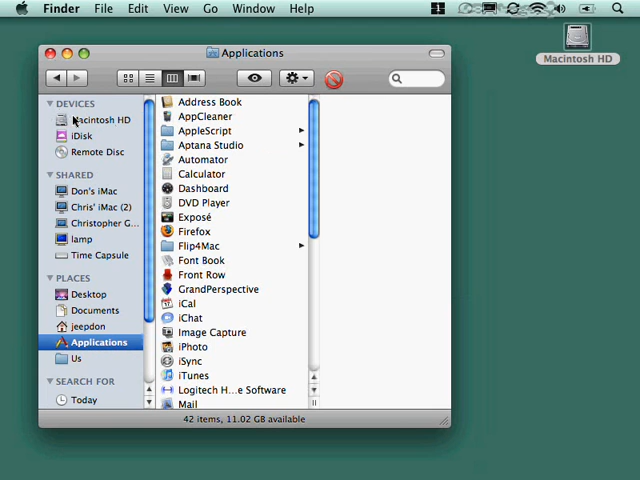 Finder File Edit View Go Window Help 1
Macintosh HD
Applications
DEVICES
Macintosh HD
iDisk
Remote Disc
SHARED
Don's iMac
Chris' iMac (2)
Christopher G...
lamp
Time Capsule
PLACES
Desktop
Documents
jeepdon
Applications
Us
SEARCH FOR
Today
Address Book
AppCleaner
AppleScript
Aptana Studio
Automator
Calculator
Dashboard
DVD Player
Exposé
Firefox
Flip4Mac
Font Book
Front Row
GrandPerspective
iCal
iChat
Image Capture
iPhoto
iSync
iTunes
Logitech H...e Software
Mail
42 items, 11.02 GB available